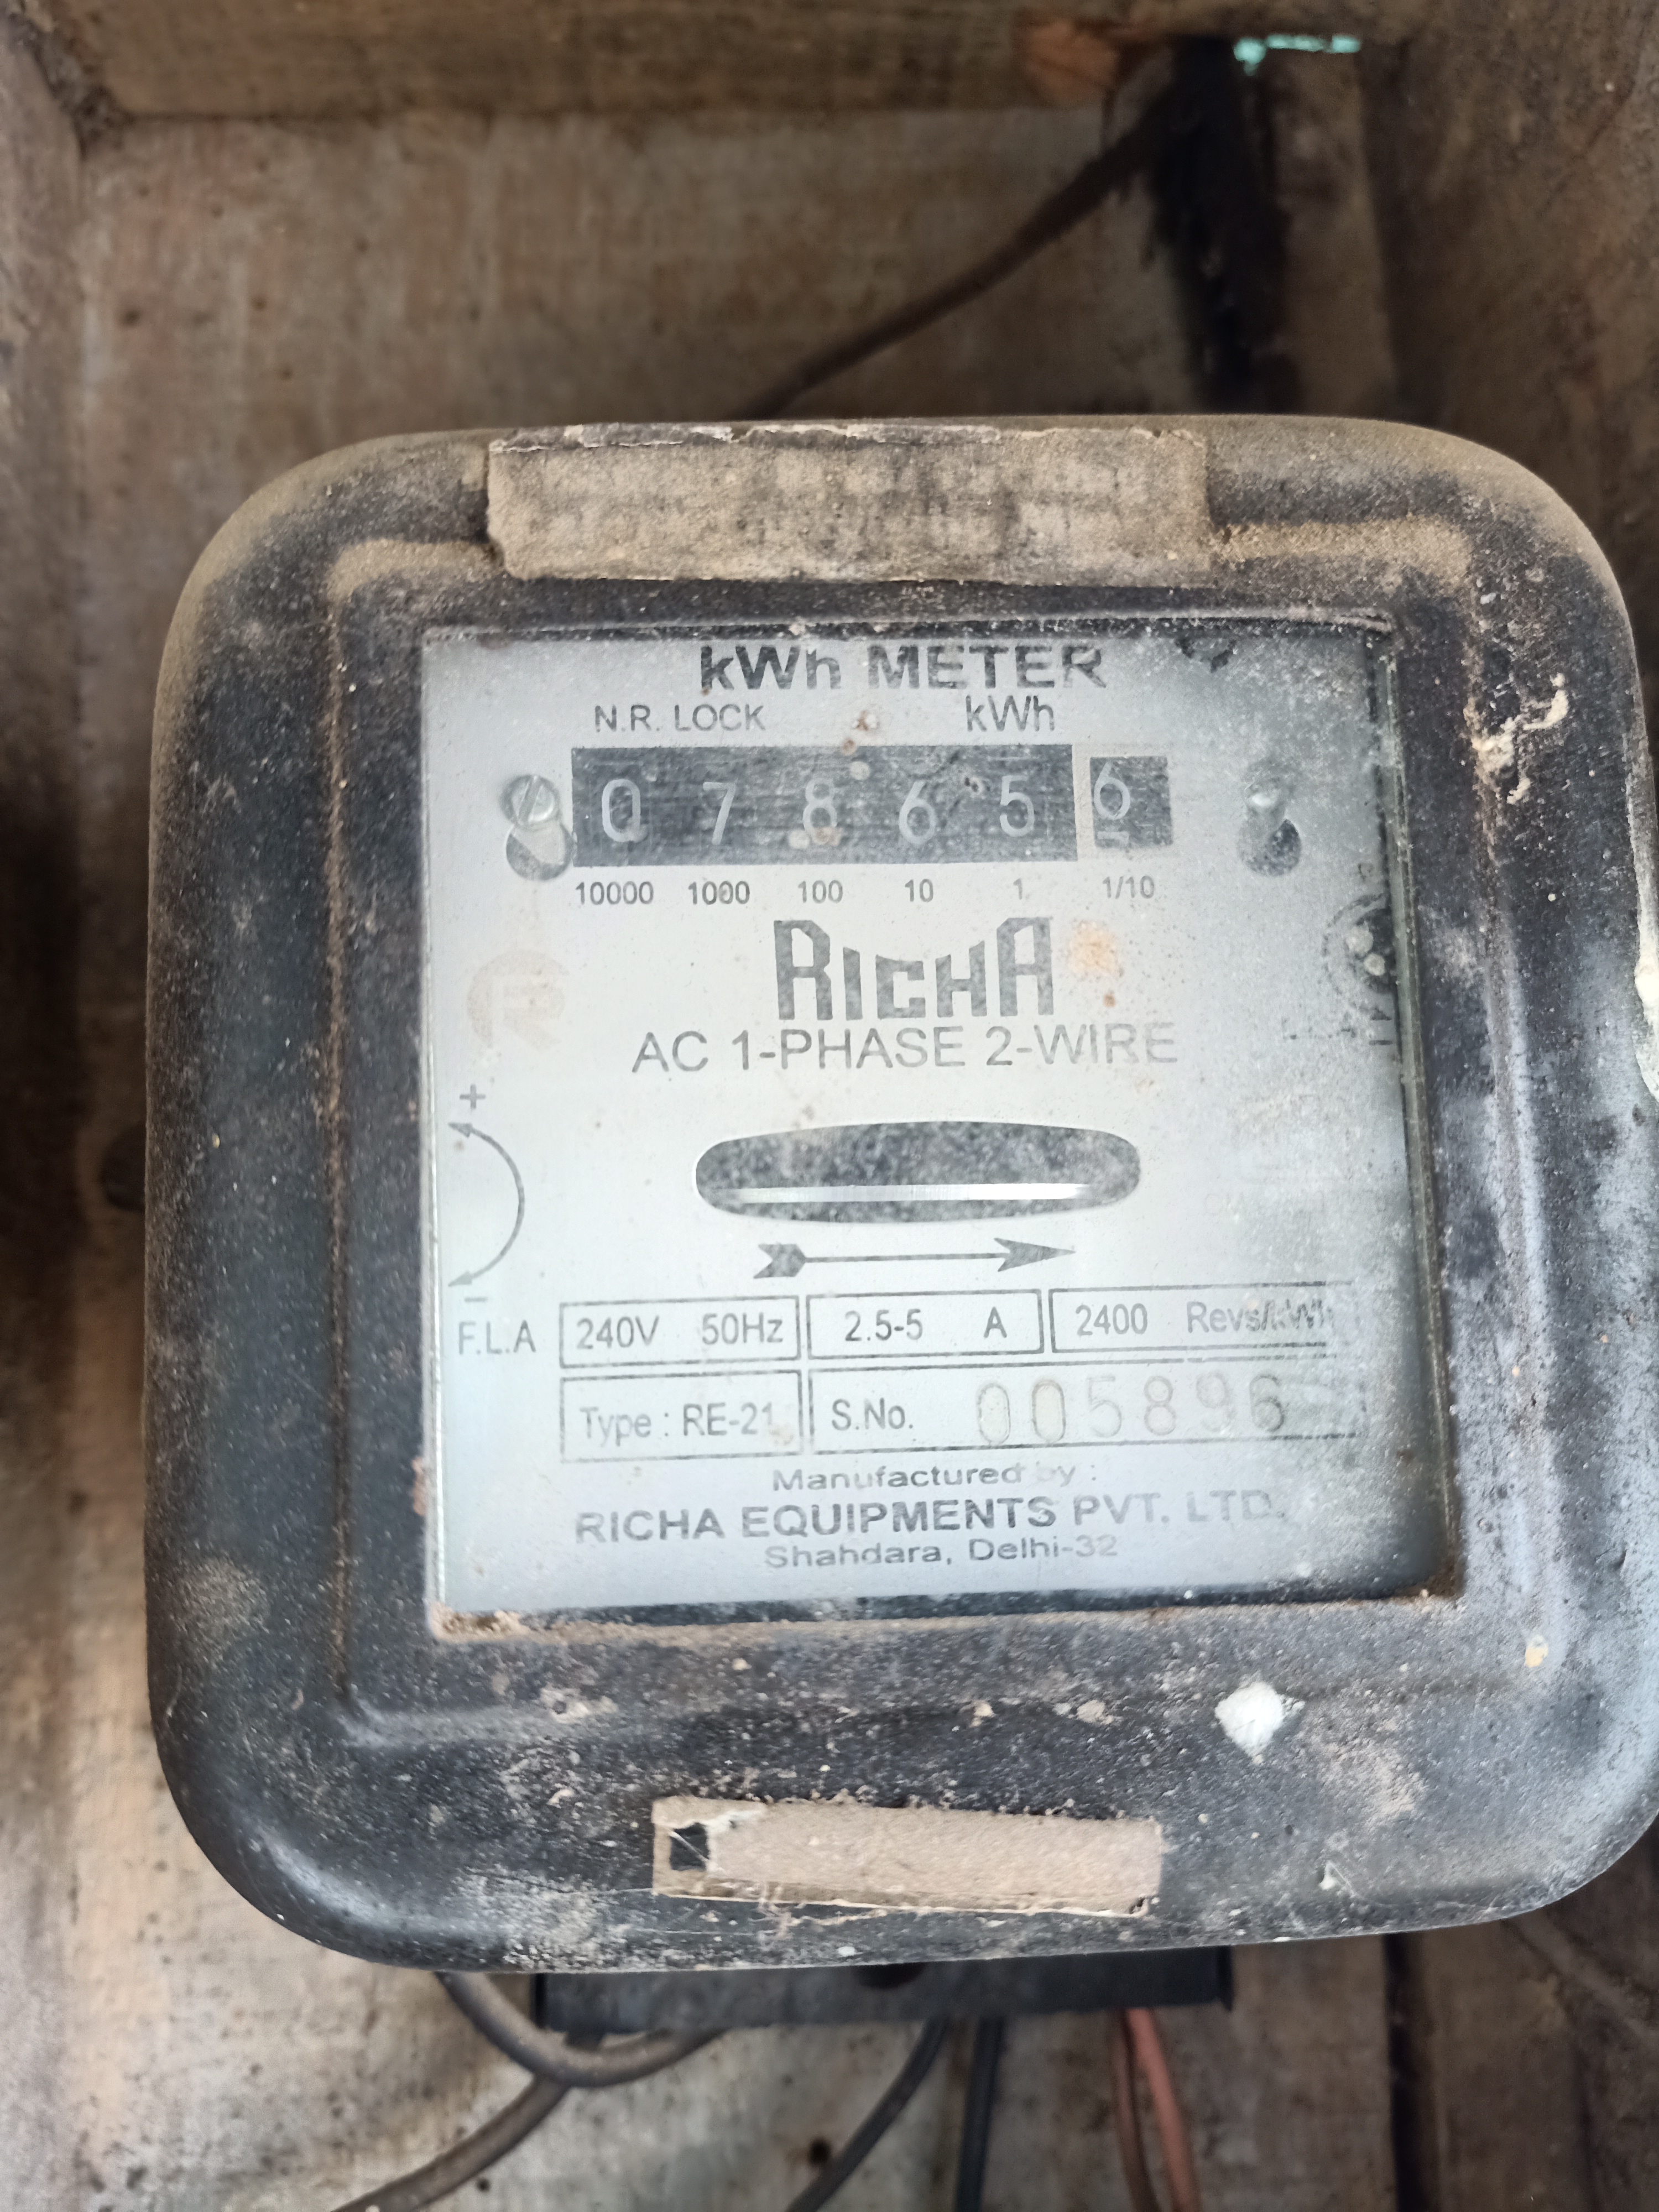 kWh METER
N.R. LOCK kWh
0 7 8 6 5 6
10000 1000 100 10 1 1/10
RICHA
AC 1-PHASE 2-WIRE
+
−
F.L.A 240V 50Hz 2.5-5 A 2400 Revs/kWh
Type : RE-21 S.No. 005896
Manufactured by :
RICHA EQUIPMENTS PVT. LTD.
Shahdara, Delhi-32